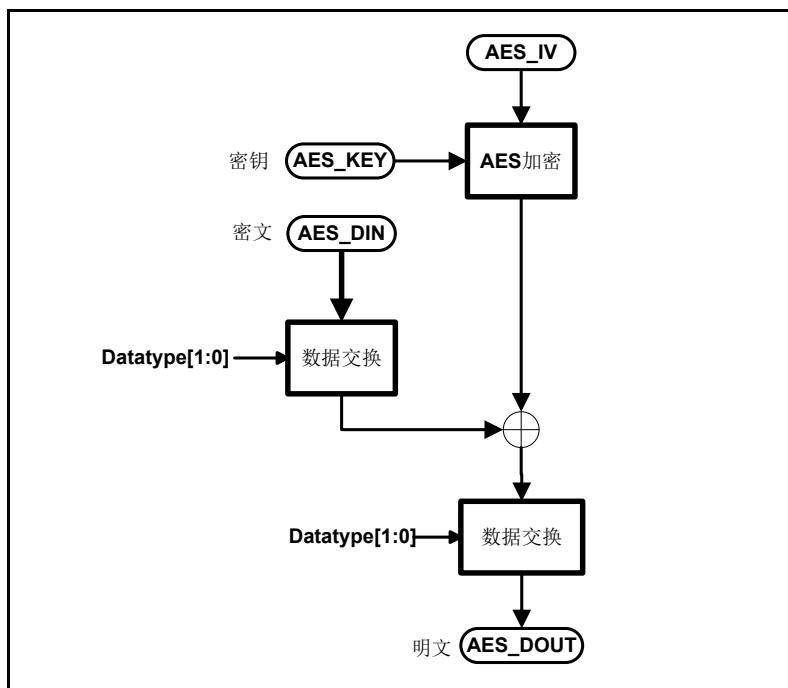 AES_IV
密钥 AES_KEY AES加密
密文 AES_DIN
Datatype[1:0] 数据交换
Datatype[1:0] 数据交换
明文 AES_DOUT